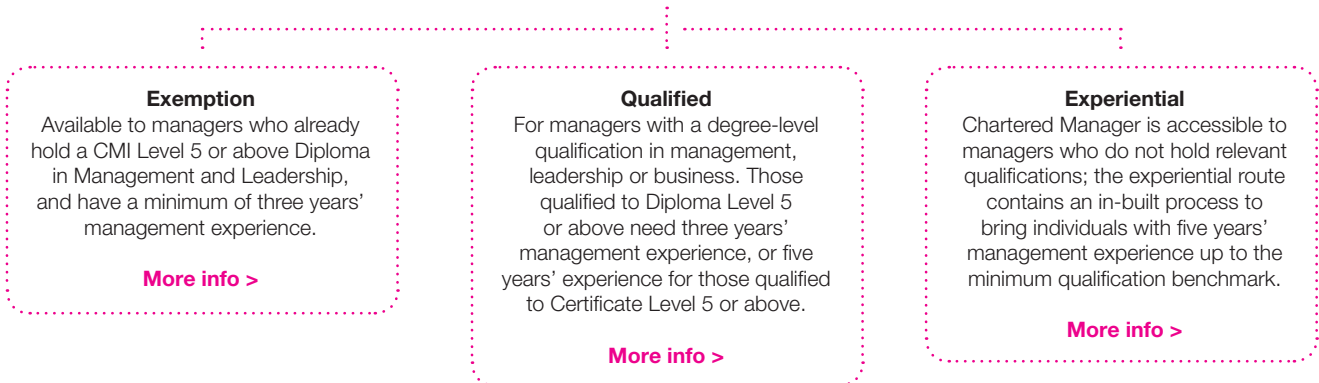 Exemption
Available to managers who already
hold a CMI Level 5 or above Diploma
in Management and Leadership,
and have a minimum of three years’
management experience.
More info >
Qualified
For managers with a degree-level
qualification in management,
leadership or business. Those
qualified to Diploma Level 5
or above need three years’
management experience, or five
years’ experience for those qualified
to Certificate Level 5 or above.
More info >
Experiential
Chartered Manager is accessible to
managers who do not hold relevant
qualifications; the experiential route
contains an in-built process to
bring individuals with five years’
management experience up to the
minimum qualification benchmark.
More info >